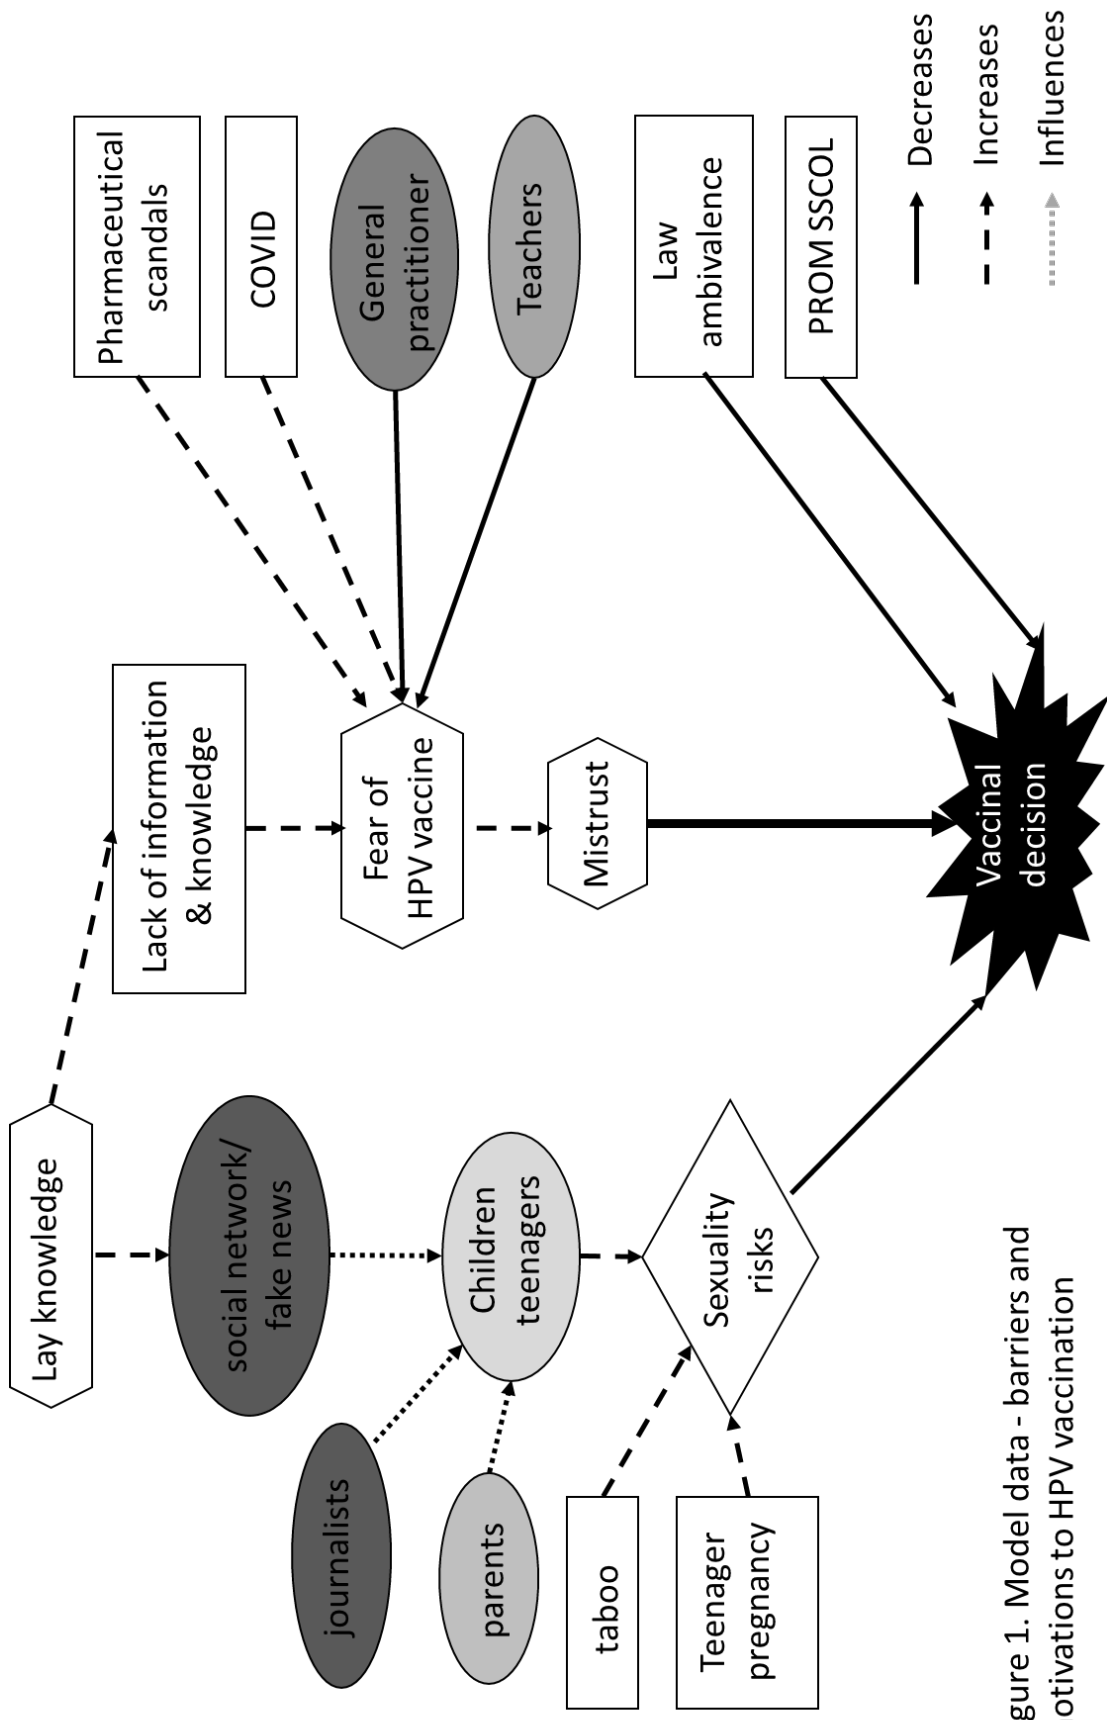 Lay knowledge
Lack of information
& knowledge
Pharmaceutical
scandals
COVID
social network/
fake news
General
practitioner
journalists
Fear of
HPV vaccine
Children
teenagers
Teachers
parents
Mistrust
taboo
Sexuality
risks
Law
ambivalence
Teenager
pregnancy
PROM SSCOL
Vaccinal
decision
Decreases
Increases
Influences
gure 1. Model data - barriers and
otivations to HPV vaccination